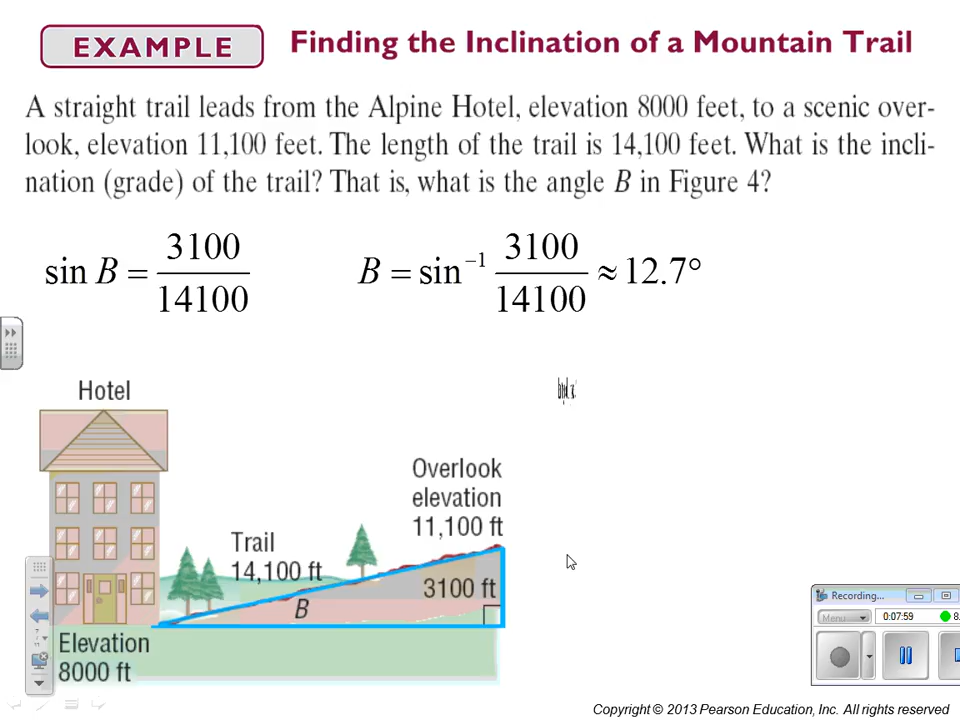 EXAMPLE Finding the Inclination of a Mountain Trail
A straight trail leads from the Alpine Hotel, elevation 8000 feet, to a scenic over-
look, elevation 11,100 feet. The length of the trail is 14,100 feet. What is the incli-
nation (grade) of the trail? That is, what is the angle B in Figure 4?
sin B = 3100/14100    B = sin⁻¹ 3100/14100 ≈ 12.7°
Hotel
Overlook
elevation
11,100 ft
Trail
14,100 ft
3100 ft
B
Elevation
8000 ft
Recording...
Menu 0:07:59 8.
Copyright © 2013 Pearson Education, Inc. All rights reserved